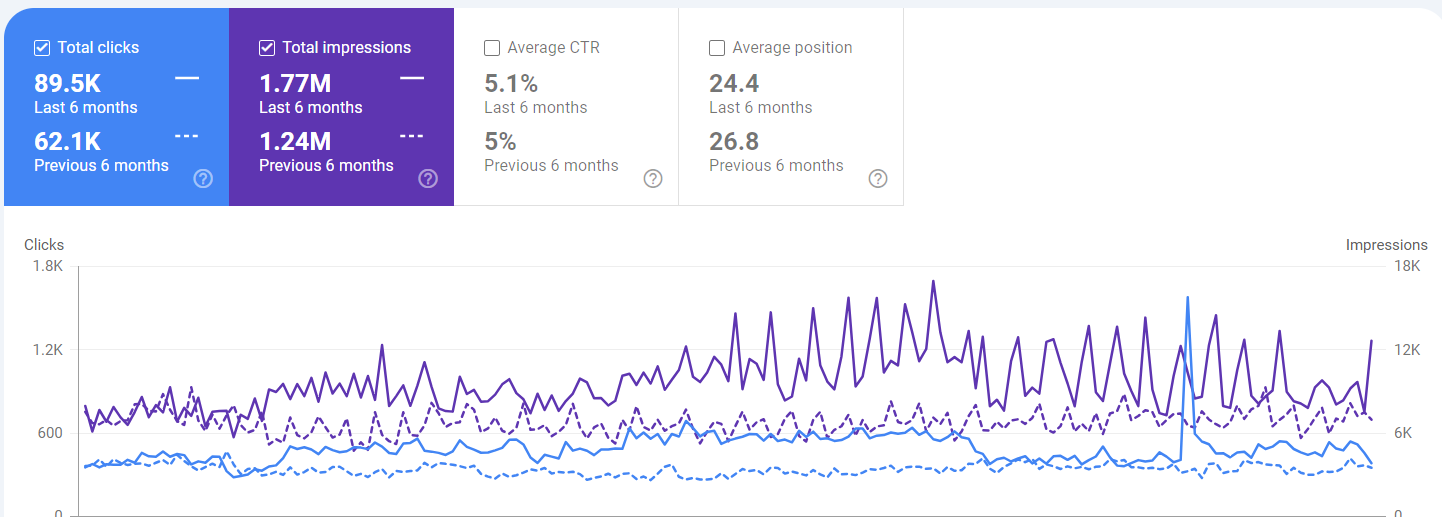 Total clicks
89.5K
Last 6 months
62.1K
Previous 6 months
Total impressions
1.77M
Last 6 months
1.24M
Previous 6 months
Average CTR
5.1%
Last 6 months
5%
Previous 6 months
Average position
24.4
Last 6 months
26.8
Previous 6 months
Clicks
Impressions
1.8K
18K
1.2K
12K
600
6K
0
0